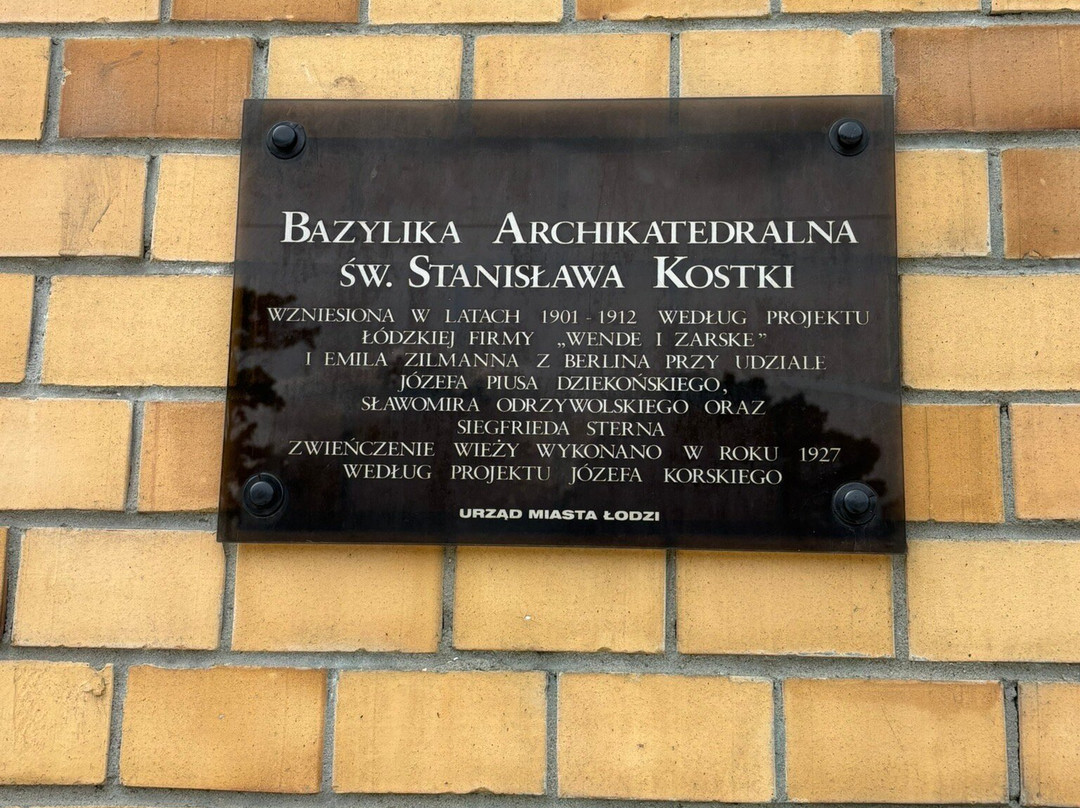 BAZYLIKA ARCHIKATEDRALNA
ŚW. STANISŁAWA KOSTKI
WZNIESIONA W LATACH 1901-1912 WEDŁUG PROJEKTU
ŁÓDZKIEJ FIRMY „WENDE I ZARSKE”
I EMILA ZILMANNA Z BERLINA PRZY UDZIALE
JÓZEFA PIUSA DZIEKOŃSKIEGO,
SŁAWOMIRA ODRZYWOLSKIEGO ORAZ
SIEGFRIEDA STERNA
ZWIEŃCZENIE WIEŻY WYKONANO W ROKU 1927
WEDŁUG PROJEKTU JÓZEFA KORSKIEGO
URZĄD MIASTA ŁODZI